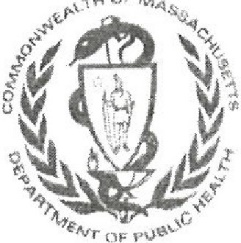 COMMONWEALTH OF MASSACHUSETTS
DEPARTMENT OF PUBLIC HEALTH